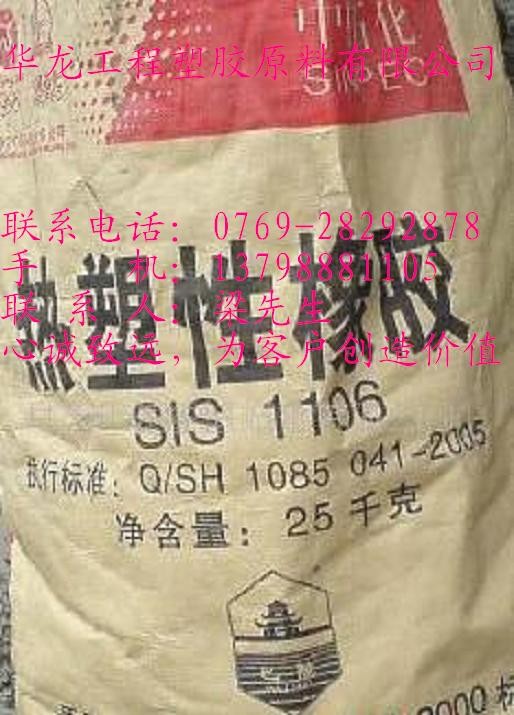 华龙工程塑胶原料有限公司
联系电话：0769-28292878
手 机：13798881105
联 系 人：梁先生
心诚致远，为客户创造价值
热塑性橡胶
SIS 1106
执行标准：Q/SH 1085 041-2005
净含量：25千克
2000 标